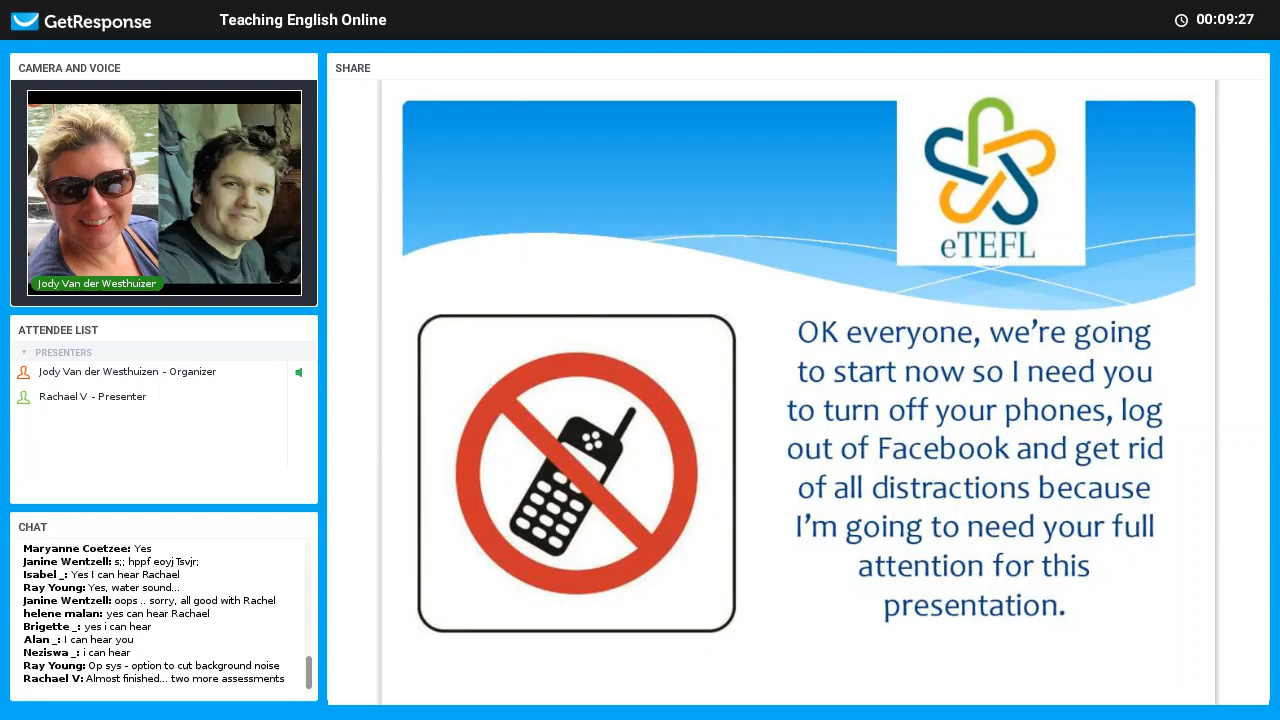 GetResponse
Teaching English Online
00:09:27
CAMERA AND VOICE
Jody Van der Westhuizer
ATTENDEE LIST
PRESENTERS
Jody Van der Westhuizen - Organizer
Rachael V - Presenter
CHAT
Maryanne Coetzee: Yes
Janine Wentzell: s;; hppf eoyj Tsvjr;
Isabel _: Yes I can hear Rachael
Ray Young: Yes, water sound...
Janine Wentzell: oops .. sorry, all good with Rachel
helene malan: yes can hear Rachael
Brigette _: yes i can hear
Alan _: I can hear you
Neziswa _: i can hear
Ray Young: Op sys - option to cut background noise
Rachael V: Almost finished... two more assessments
SHARE
eTEFL
OK everyone, we're going
to start now so I need you
to turn off your phones, log
out of Facebook and get rid
of all distractions because
I'm going to need your full
attention for this
presentation.